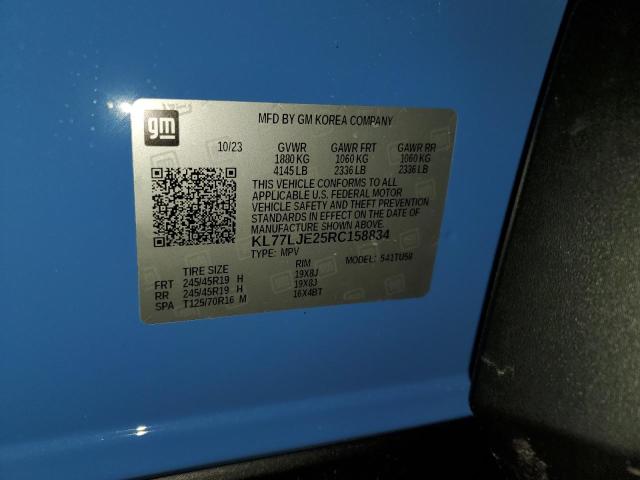 gm
MFD BY GM KOREA COMPANY
10/23 GVWR GAWR FRT GAWR RR
1880 KG 1060 KG 1060 KG
4145 LB 2336 LB 2336 LB
THIS VEHICLE CONFORMS TO ALL
APPLICABLE U.S. FEDERAL MOTOR
VEHICLE SAFETY AND THEFT PREVENTION
STANDARDS IN EFFECT ON THE DATE OF
MANUFACTURE SHOWN ABOVE.
KL77LJE25RC158834
TYPE: MPV MODEL: 541TU58
TIRE SIZE RIM
FRT 245/45R19 H 19X8J
RR 245/45R19 H 19X8J
SPA T125/70R16 M 16X4BT